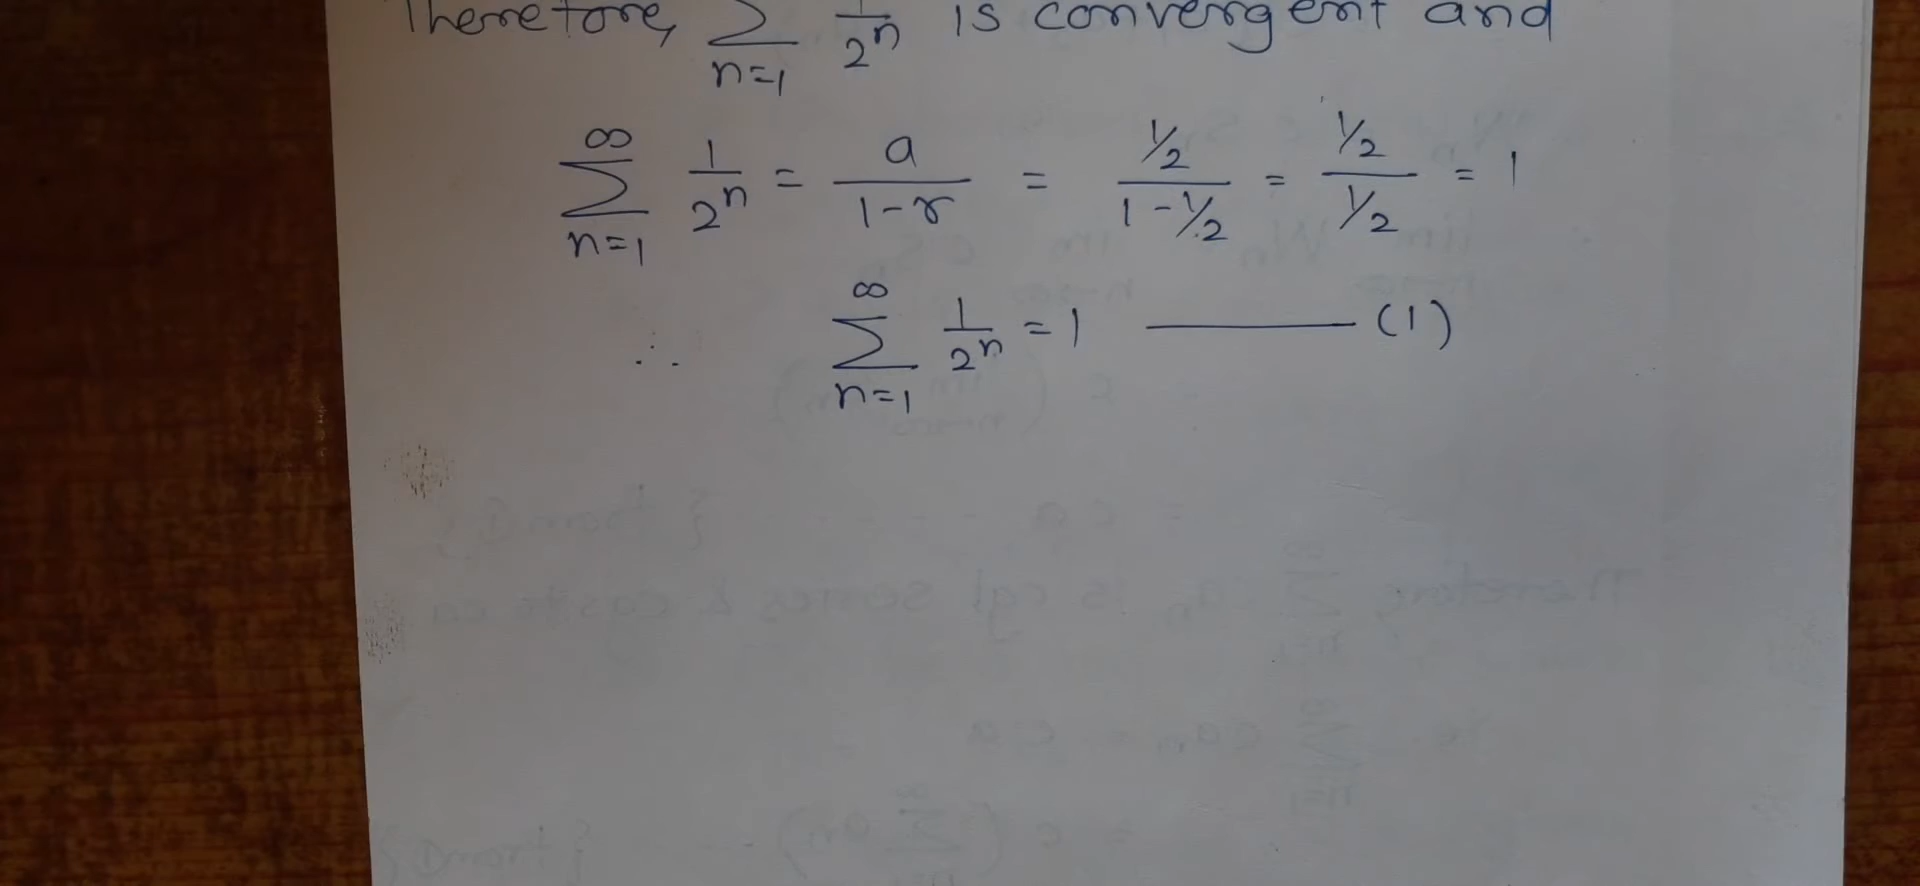 Therefore, ∑ n=1 1/2^n is convergent and
∞ ∑ n=1 1/2^n = a/(1-r) = (1/2)/(1-1/2) = (1/2)/(1/2) = 1
∴ ∞ ∑ n=1 1/2^n = 1 ——— (1)